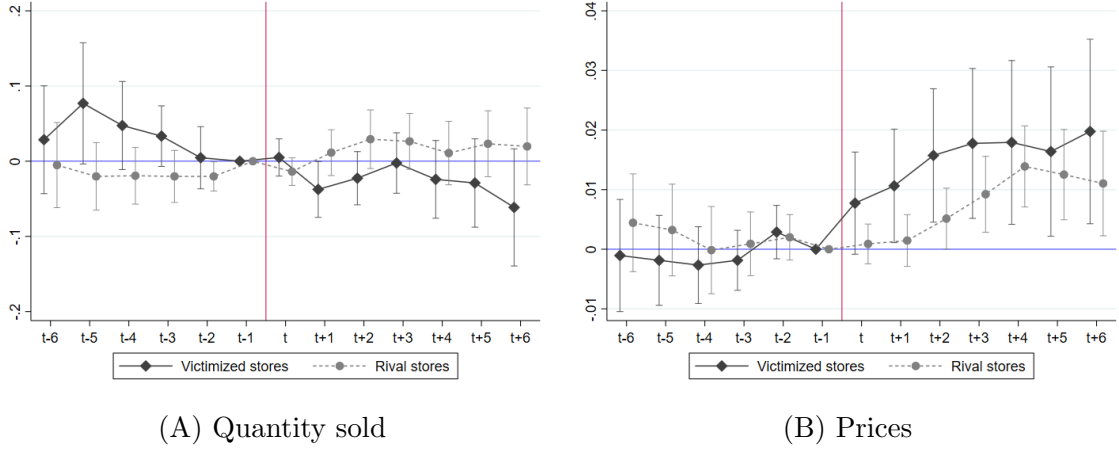 .2
.1
0
-.1
-.2
t-6 t-5 t-4 t-3 t-2 t-1 t t+1 t+2 t+3 t+4 t+5 t+6
Victimized stores Rival stores
(A) Quantity sold
.04
.03
.02
.01
0
-.01
t-6 t-5 t-4 t-3 t-2 t-1 t t+1 t+2 t+3 t+4 t+5 t+6
Victimized stores Rival stores
(B) Prices